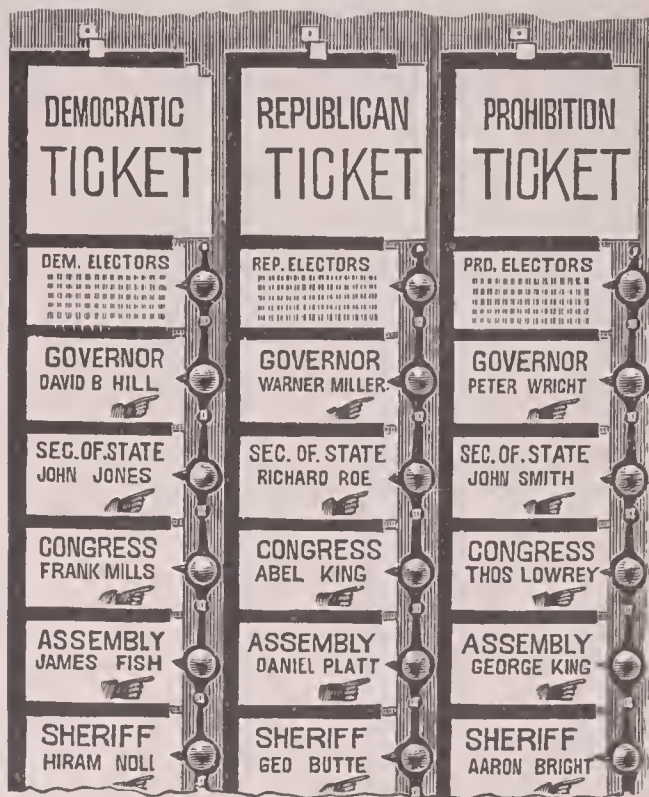 DEMOCRATIC
TICKET
DEM. ELECTORS
GOVERNOR
DAVID B HILL
SEC. OF. STATE
JOHN JONES
CONGRESS
FRANK MILLS
ASSEMBLY
JAMES FISH
SHERIFF
HIRAM NOLL
REPUBLICAN
TICKET
REP. ELECTORS
GOVERNOR
WARNER MILLER
SEC. OF. STATE
RICHARD ROE
CONGRESS
ABEL KING
ASSEMBLY
DANIEL PLATT
SHERIFF
GEO BUTTE
PROHIBITION
TICKET
PRO. ELECTORS
GOVERNOR
PETER WRIGHT
SEC. OF. STATE
JOHN SMITH
CONGRESS
THOS LOWREY
ASSEMBLY
GEORGE KING
SHERIFF
AARON BRIGHT